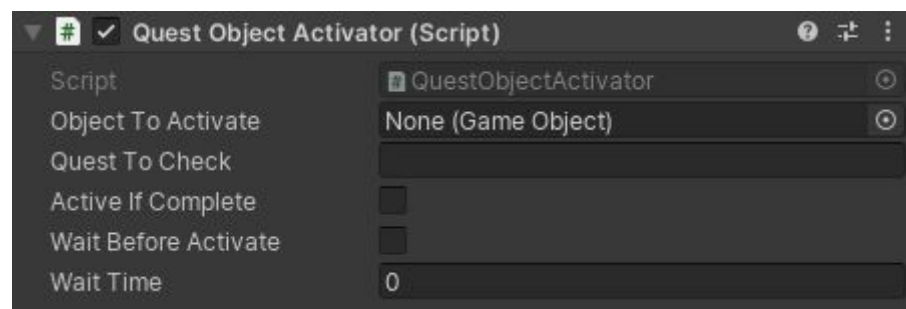 Quest Object Activator (Script)
Script QuestObjectActivator
Object To Activate None (Game Object)
Quest To Check
Active If Complete
Wait Before Activate
Wait Time 0